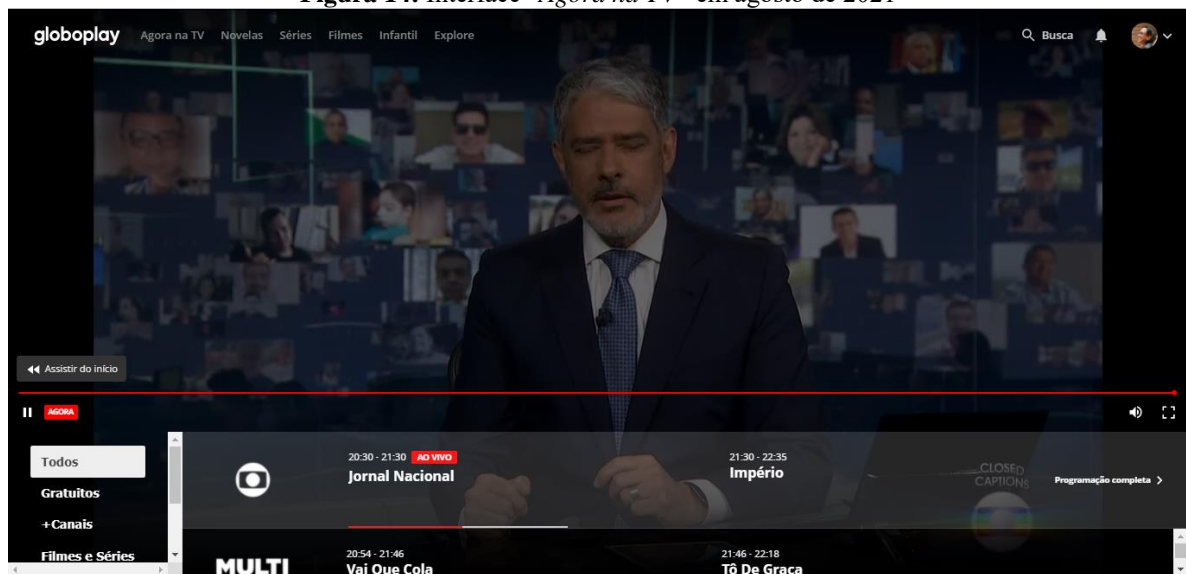 Figura 14: Interface "Agora na TV" em agosto de 2021
globoplay Agora na TV Novelas Séries Filmes Infantil Explore Busca
Assistir do início
AGORA
Todos
Gratuitos
+Canais
Filmes e Séries
20:30 - 21:30 AO VIVO
Jornal Nacional
21:30 - 22:35
Império
CLOSED
CAPTIONS
Programação completa
MULTI
20:54 - 21:46
Vai Que Cola
21:46 - 22:18
Tô De Graça